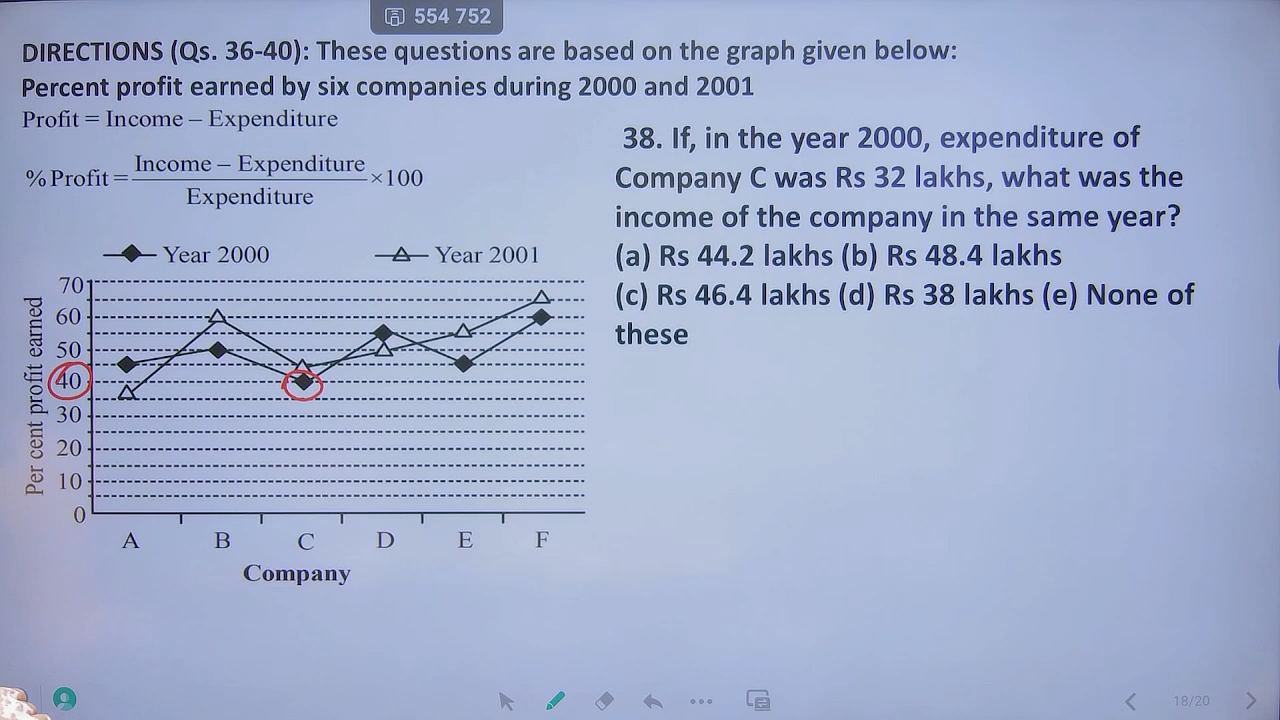 554 752
DIRECTIONS (Qs. 36-40): These questions are based on the graph given below:
Percent profit earned by six companies during 2000 and 2001
Profit = Income – Expenditure
% Profit = Income – Expenditure / Expenditure ×100
38. If, in the year 2000, expenditure of
Company C was Rs 32 lakhs, what was the
income of the company in the same year?
(a) Rs 44.2 lakhs (b) Rs 48.4 lakhs
(c) Rs 46.4 lakhs (d) Rs 38 lakhs (e) None of
these
Year 2000
Year 2001
Per cent profit earned
70
60
50
40
30
20
10
0
A B C D E F
Company
18/20